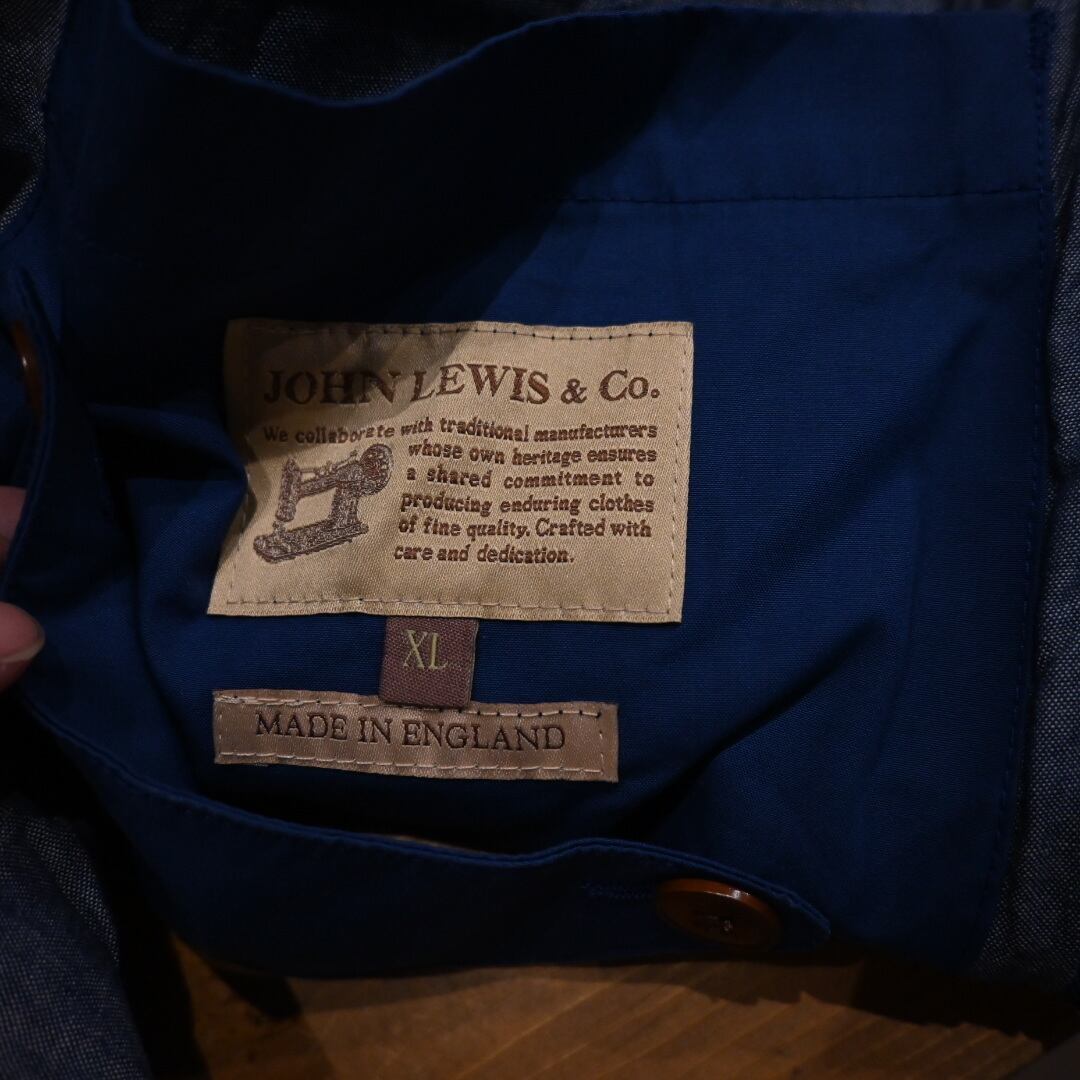 JOHN LEWIS & Co.
We collaborate with traditional manufacturers
whose own heritage ensures
a shared commitment to
producing enduring clothes
of fine quality. Crafted with
care and dedication.
XL
MADE IN ENGLAND